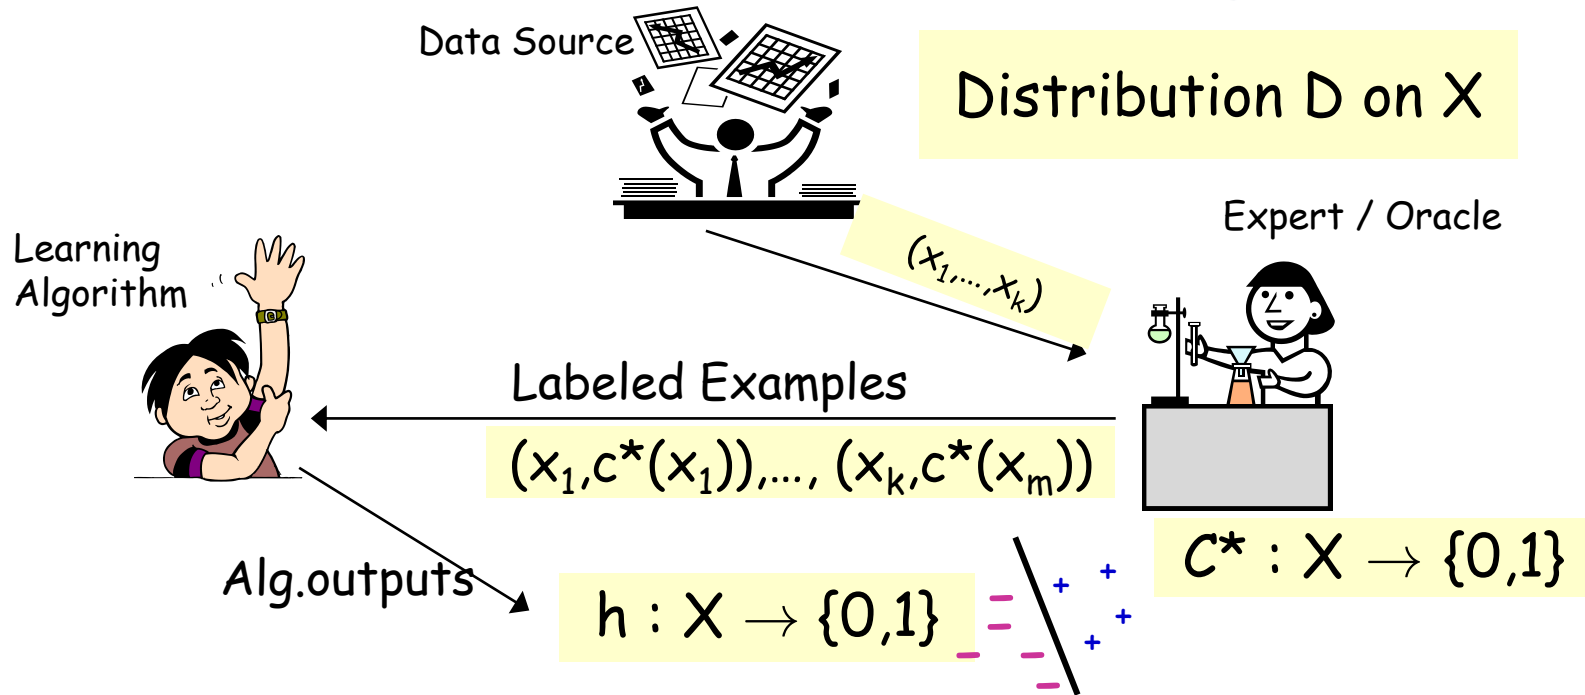 Data Source
Distribution D on X
Expert / Oracle
Learning
Algorithm
(x₁,...,xₖ)
Labeled Examples
(x₁,c*(x₁)),..., (xₖ,c*(xₘ))
C* : X → {0,1}
Alg.outputs
h : X → {0,1}